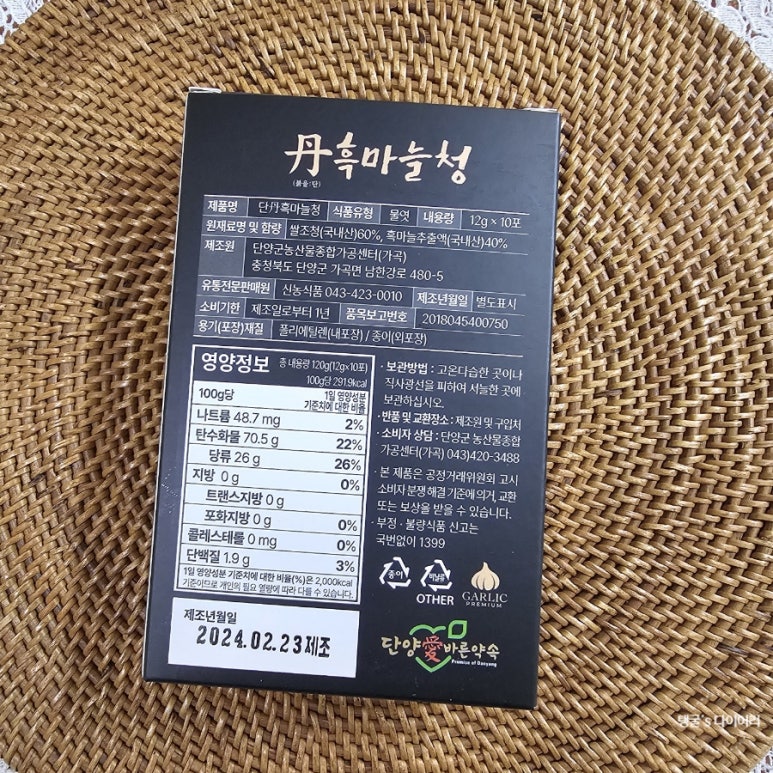 丹흑마늘청
(붉을:단)
제품명 단丹흑마늘청 식품유형 물엿 내용량 12g×10포
원재료명 및 함량 쌀조청(국내산)60%, 흑마늘추출액(국내산)40%
제조원 단양군농산물종합가공센터(가곡)
충청북도 단양군 가곡면 남한강로 480-5
유통전문판매원 신농식품 043-423-0010 제조년월일 별도표시
소비기한 제조일로부터 1년 품목보고번호 2018045400750
용기(포장)재질 폴리에틸렌(내포장) / 종이(외포장)
영양정보 총 내용량 120g(12g×10포)
100g당 291.9kcal
100g당 1일 영양성분
기준치에 대한 비율
나트륨 48.7 mg 2%
탄수화물 70.5 g 22%
당류 26 g 26%
지방 0 g 0%
트랜스지방 0 g
포화지방 0 g 0%
콜레스테롤 0 mg 0%
단백질 1.9 g 3%
1일 영양성분 기준치에 대한 비율(%)은 2,000kcal
기준이므로 개인의 필요 열량에 따라 다를 수 있습니다.
제조년월일
2024.02.23제조
· 보관방법 : 고온다습한 곳이나
직사광선을 피하여 서늘한 곳에
보관하십시오.
· 반품 및 교환장소 : 제조원 및 구입처
· 소비자 상담 : 단양군 농산물종합
가공센터(가곡) 043)420-3488
· 본 제품은 공정거래위원회 고시
소비자분쟁 해결 기준에 의거, 교환
또는 보상을 받을 수 있습니다.
· 부정 · 불량식품 신고는
국번없이 1399
종이
비닐류
OTHER
GARLIC
PREMIUM
단양愛바른약속
Promise of Danyang
탱궁's 다이어리